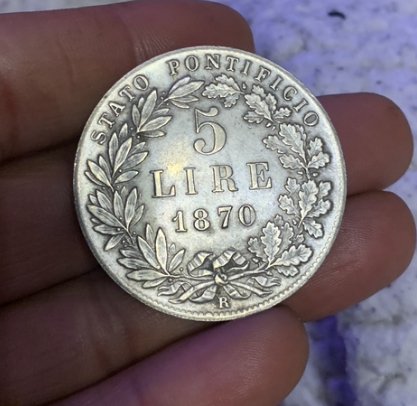 STATO PONTIFICIO
5
LIRE
1870
R